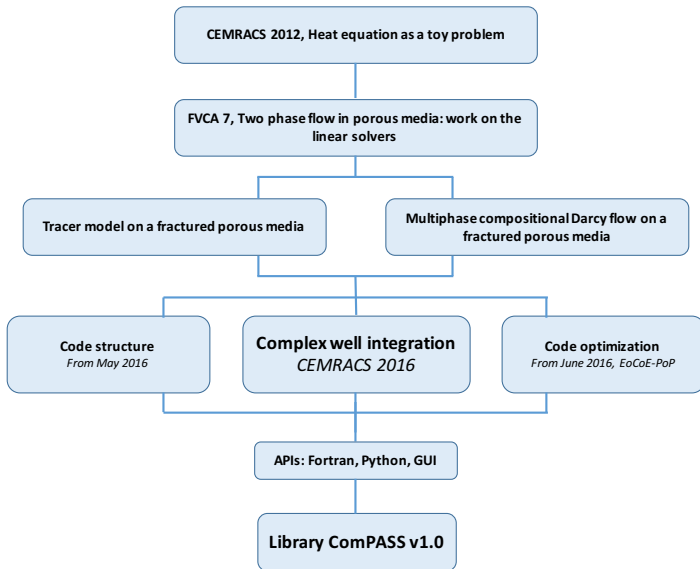 CEMRACS 2012, Heat equation as a toy problem
FVCA 7, Two phase flow in porous media: work on the
linear solvers
Tracer model on a fractured porous media
Multiphase compositional Darcy flow on a
fractured porous media
Code structure
From May 2016
Complex well integration
CEMRACS 2016
Code optimization
From June 2016, EoCoE-PoP
APIs: Fortran, Python, GUI
Library ComPASS v1.0